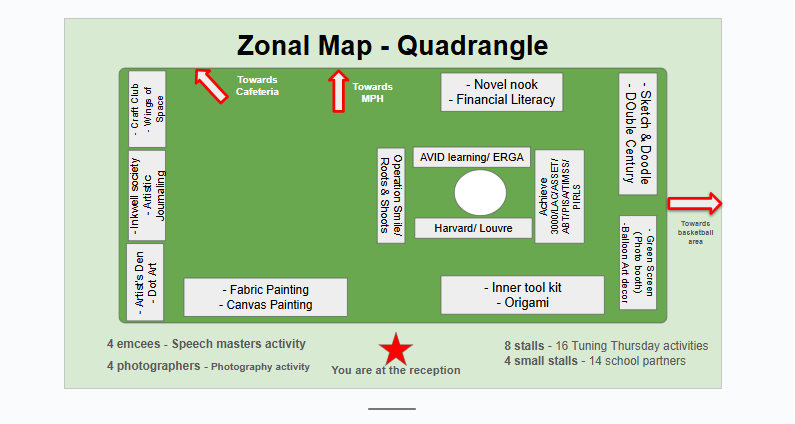 Zonal Map - Quadrangle
Towards
Cafeteria
Towards
MPH
- Craft Club
- Wings of
Space
- Novel nook
- Financial Literacy
- Sketch & Doodle
- DOuble Century
- Inkwell society
- Artistic
Journaling
Operation Smile/
Roots & Shoots
AVID learning/ ERGA
Harvard/ Louvre
Achieve
3000/LAC/ASSET/
ABT/PISA/TIMSS/
PIRLS
Towards
basketball
area
- Artist's Den
- Dot Art
- Fabric Painting
- Canvas Painting
- Inner tool kit
- Origami
- Green Screen
(Photo booth)
-Balloon Art decor
4 emcees - Speech masters activity
4 photographers - Photography activity
You are at the reception
8 stalls - 16 Tuning Thursday activities
4 small stalls - 14 school partners